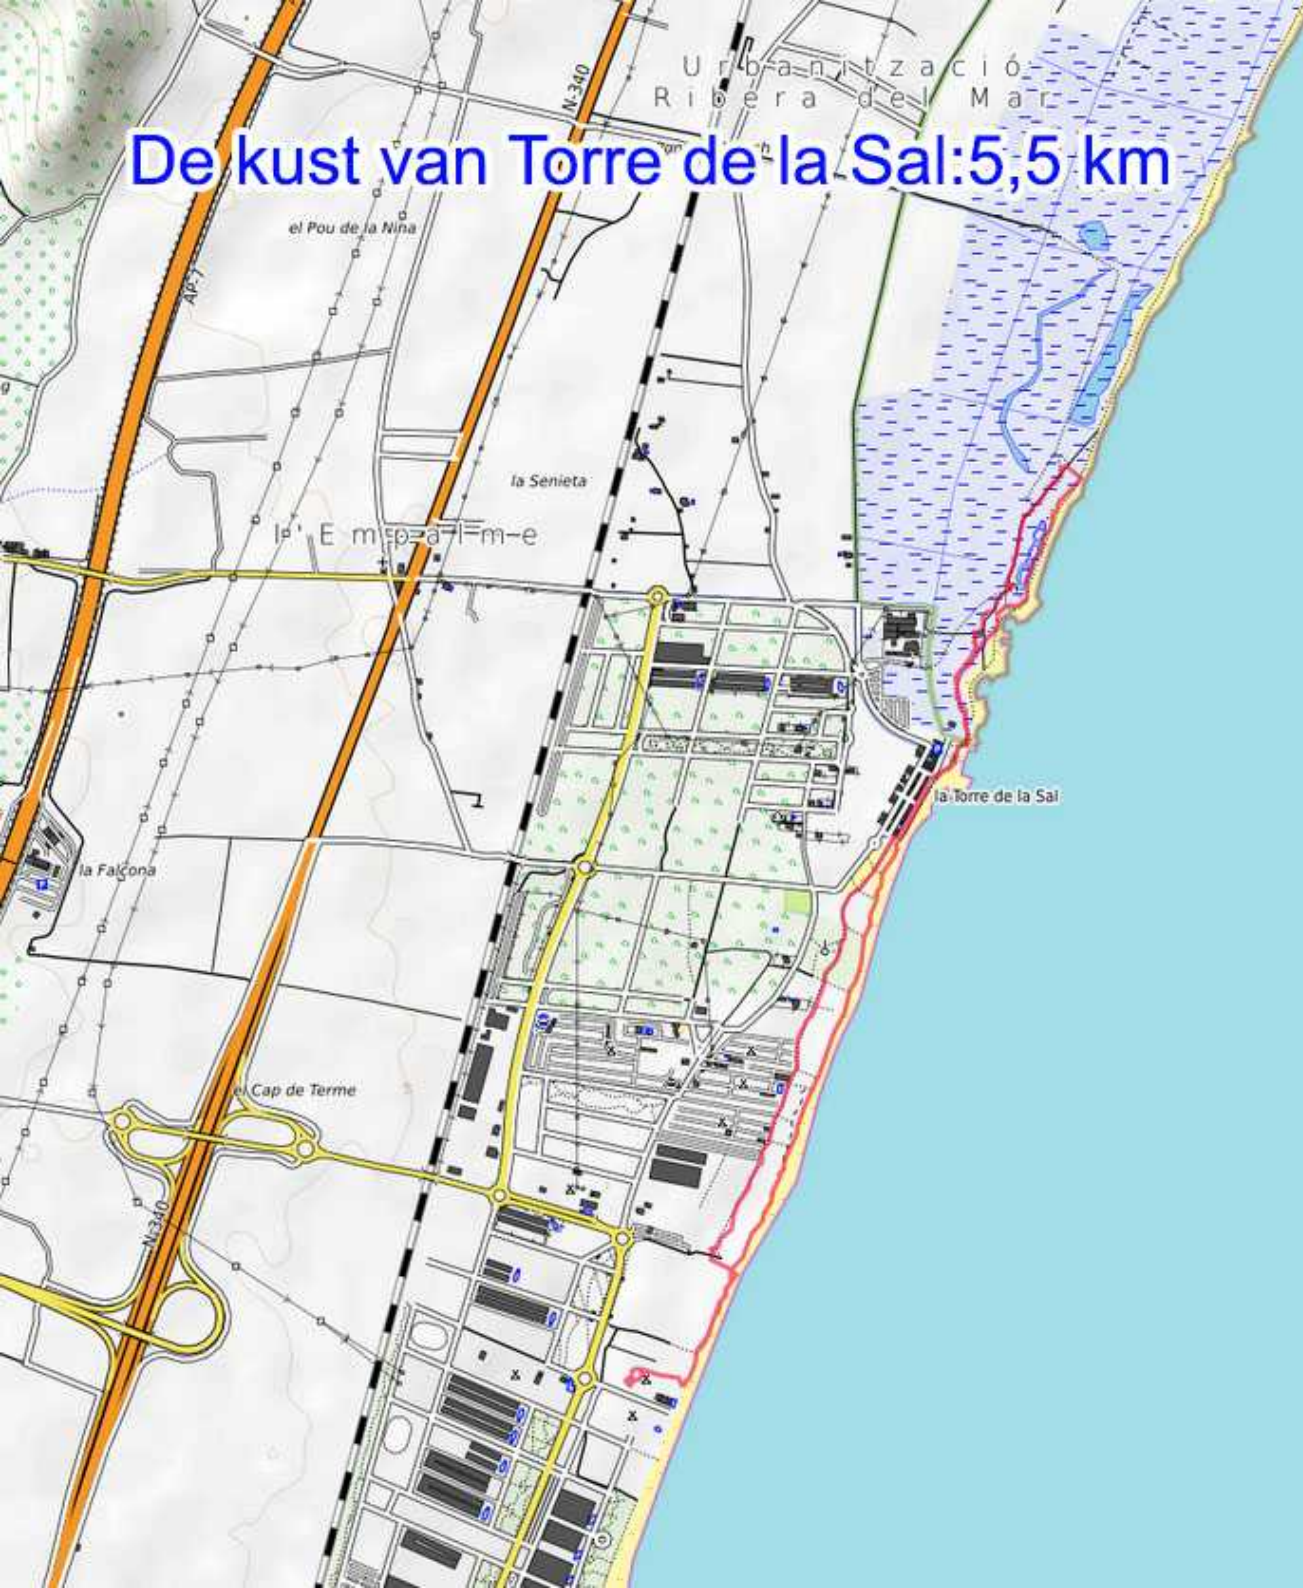 Urbanització
Ribera del Mar
N-340
De kust van Torre de la Sal:5,5 km
el Pou de la Nina
AP-7
la Senieta
l'Empalme
la Torre de la Sal
la Falcona
el Cap de Terme
N-340